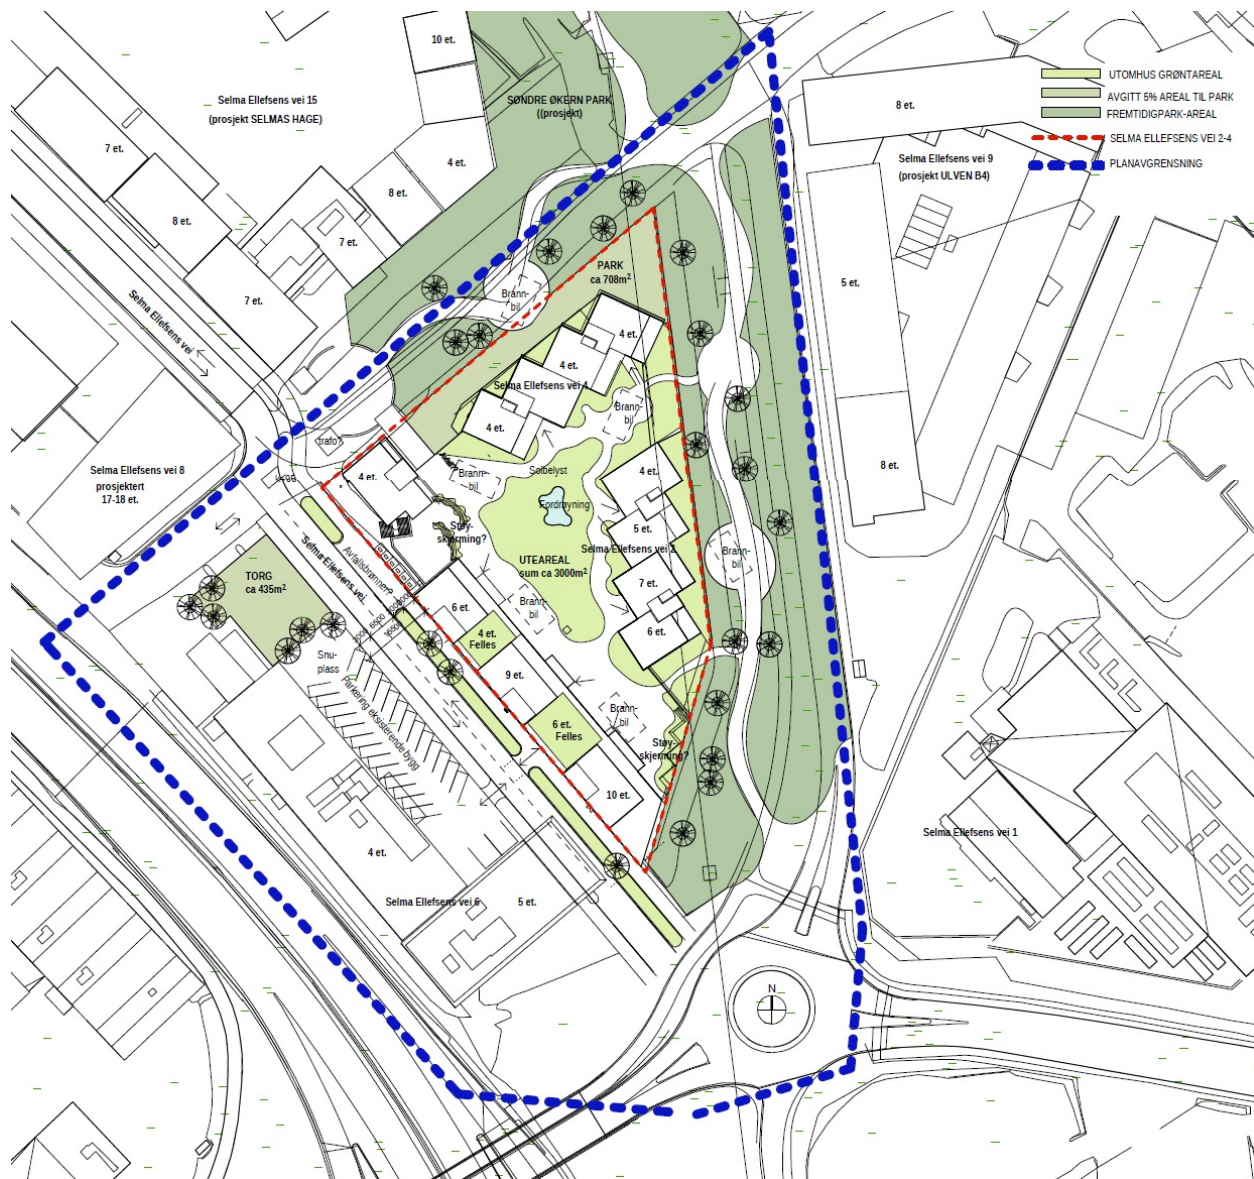 10 et.
UTOMHUS GRØNTAREAL
AVGITT 5% AREAL TIL PARK
FREMTIDIGPARK-AREAL
SELMA ELLEFSENS VEI 2-4
PLANAVGRENSNING
Selma Ellefsens vei 15
(prosjekt SELMAS HAGE)
SØNDRE ØKERN PARK
((prosjekt)
8 et.
Selma Ellefsens vei 9
(prosjekt ULVEN B4)
7 et.
4 et.
8 et.
8 et.
7 et.
7 et.
5 et.
8 et.
Selma Ellefsens vei
PARK
ca 708m²
Brann-
bil
4 et.
4 et.
Selma Ellefsens vei 4
4 et.
Brann-
bil
trafo?
4 et.
Brann-
bil
Solbelyst
Fordrøyning
4 et.
5 et.
Selma Ellefsens vei 2
7 et.
6 et.
Brann-
bil
Selma Ellefsens vei 8
prosjektert
17-18 et.
Støy-
skjerming?
UTEAREAL
sum ca 3000m²
Brann-
bil
Avfallsbrønner?
Selma Ellefsens vei
TORG
ca 435m²
Snu-
plass
Parkering eksisterende bygg
6 et.
4 et.
Felles
9 et.
6 et.
Felles
10 et.
Brann-
bil
Støy-
skjerming?
4 et.
Selma Ellefsens vei 6
5 et.
Selma Ellefsens vei 1
N